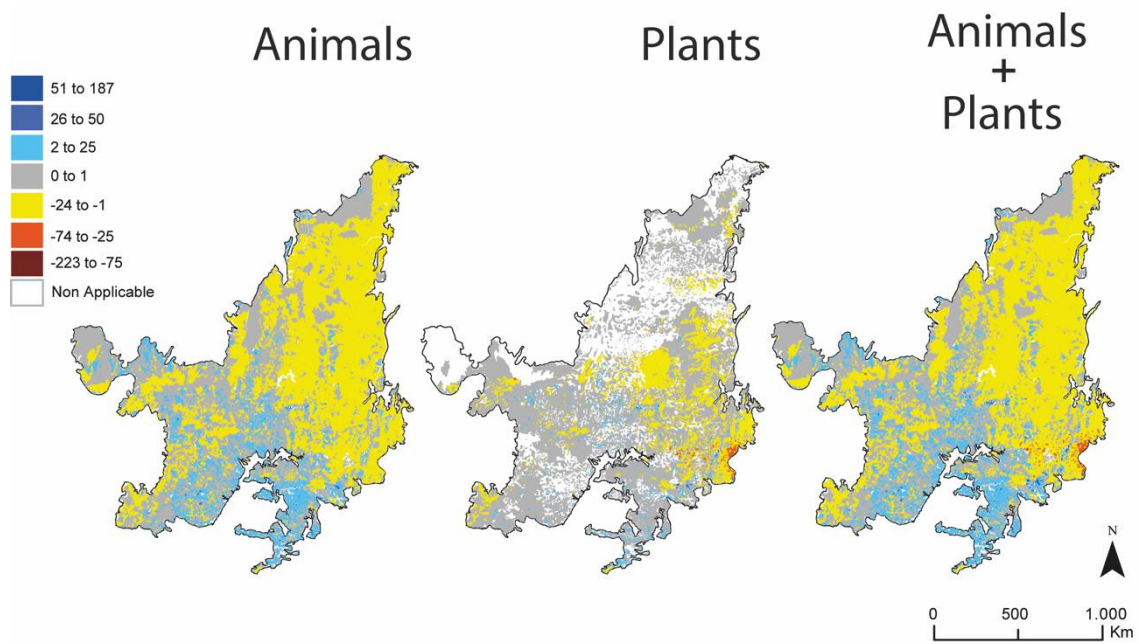 Animals
Plants
Animals
+
Plants
51 to 187
26 to 50
2 to 25
0 to 1
-24 to -1
-74 to -25
-223 to -75
Non Applicable
N
0 500 1.000
Km